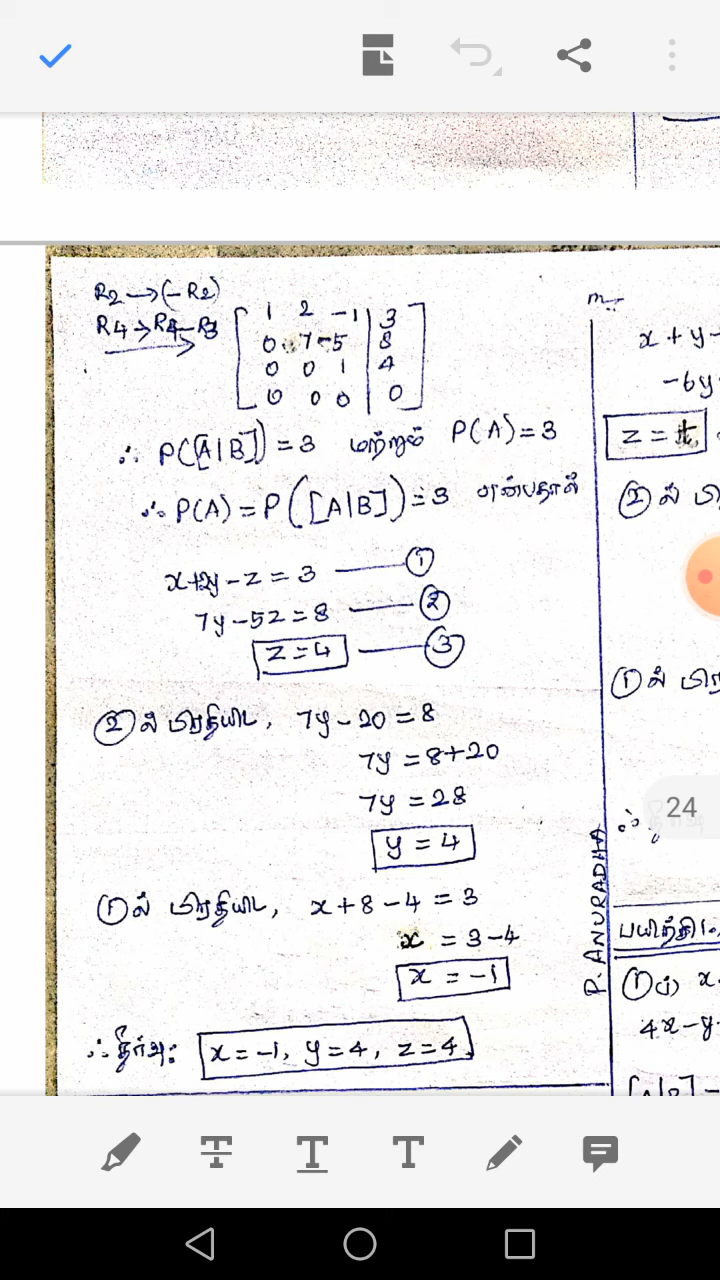 R2 → (-R2)
R4 → R4 - R3
1 2 -1 | 3
0 7 -5 | 8
0 0 1 | 4
0 0 0 | 0
∴ P([A|B]) = 3 மற்றும் P(A) = 3
∴ P(A) = P([A|B]) = 3 என்பதால்
x+2y-z = 3 ——— ①
7y-5z = 8 ——— ②
z = 4 ——— ③
② ல் பிரதியிட, 7y - 20 = 8
7y = 8+20
7y = 28
y = 4
① ல் பிரதியிட, x+8-4 = 3
x = 3-4
x = -1
∴ தீர்வு: x = -1, y = 4, z = 4.
P. ANURADHA
x + y -
-6y
z =
② ல்
① ல்
24
① i) x
4x - y
T T T